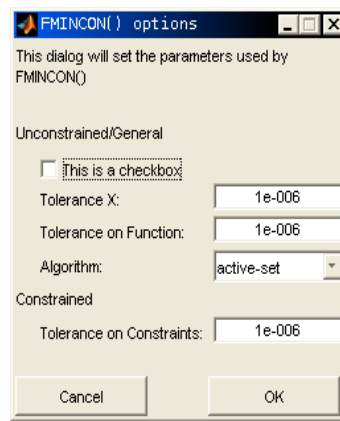 FMINCON() options
This dialog will set the parameters used by
FMINCON()
Unconstrained/General
This is a checkbox
Tolerance X: 1e-006
Tolerance on Function: 1e-006
Algorithm: active-set
Constrained
Tolerance on Constraints: 1e-006
Cancel OK